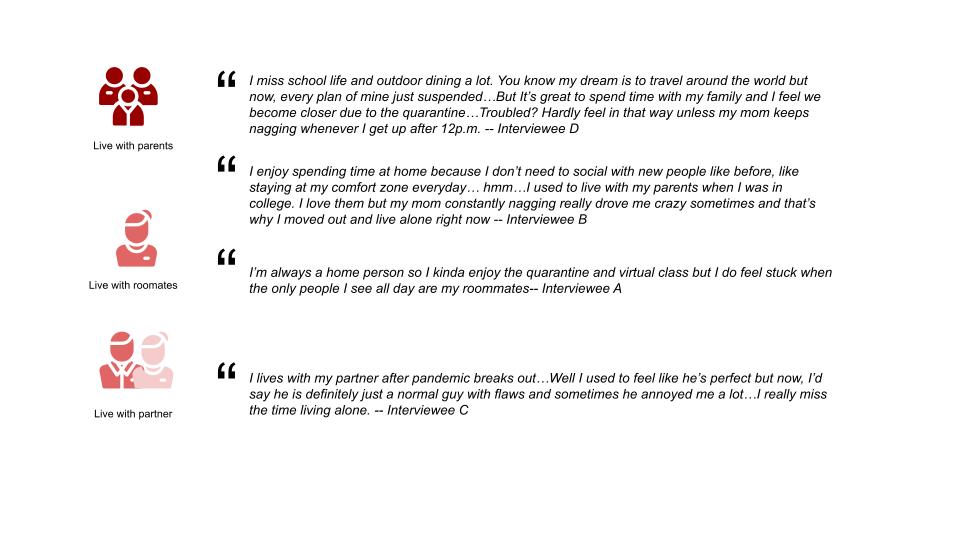 “ I miss school life and outdoor dining a lot. You know my dream is to travel around the world but
now, every plan of mine just suspended…But It’s great to spend time with my family and I feel we
become closer due to the quarantine…Troubled? Hardly feel in that way unless my mom keeps
nagging whenever I get up after 12p.m. -- Interviewee D
Live with parents
“ I enjoy spending time at home because I don’t need to social with new people like before, like
staying at my comfort zone everyday… hmm…I used to live with my parents when I was in
college. I love them but my mom constantly nagging really drove me crazy sometimes and that’s
why I moved out and live alone right now -- Interviewee B
“ I’m always a home person so I kinda enjoy the quarantine and virtual class but I do feel stuck when
the only people I see all day are my roommates-- Interviewee A
Live with roomates
“ I lives with my partner after pandemic breaks out…Well I used to feel like he’s perfect but now, I’d
say he is definitely just a normal guy with flaws and sometimes he annoyed me a lot…I really miss
the time living alone. -- Interviewee C
Live with partner